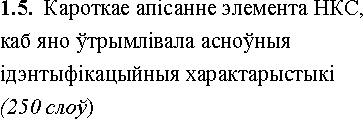 1.5. Кароткае апісанне элемента НКС,
каб яно ўтрымлівала асноўныя
ідэнтыфікацыйныя характарыстыкі
(250 слоў)